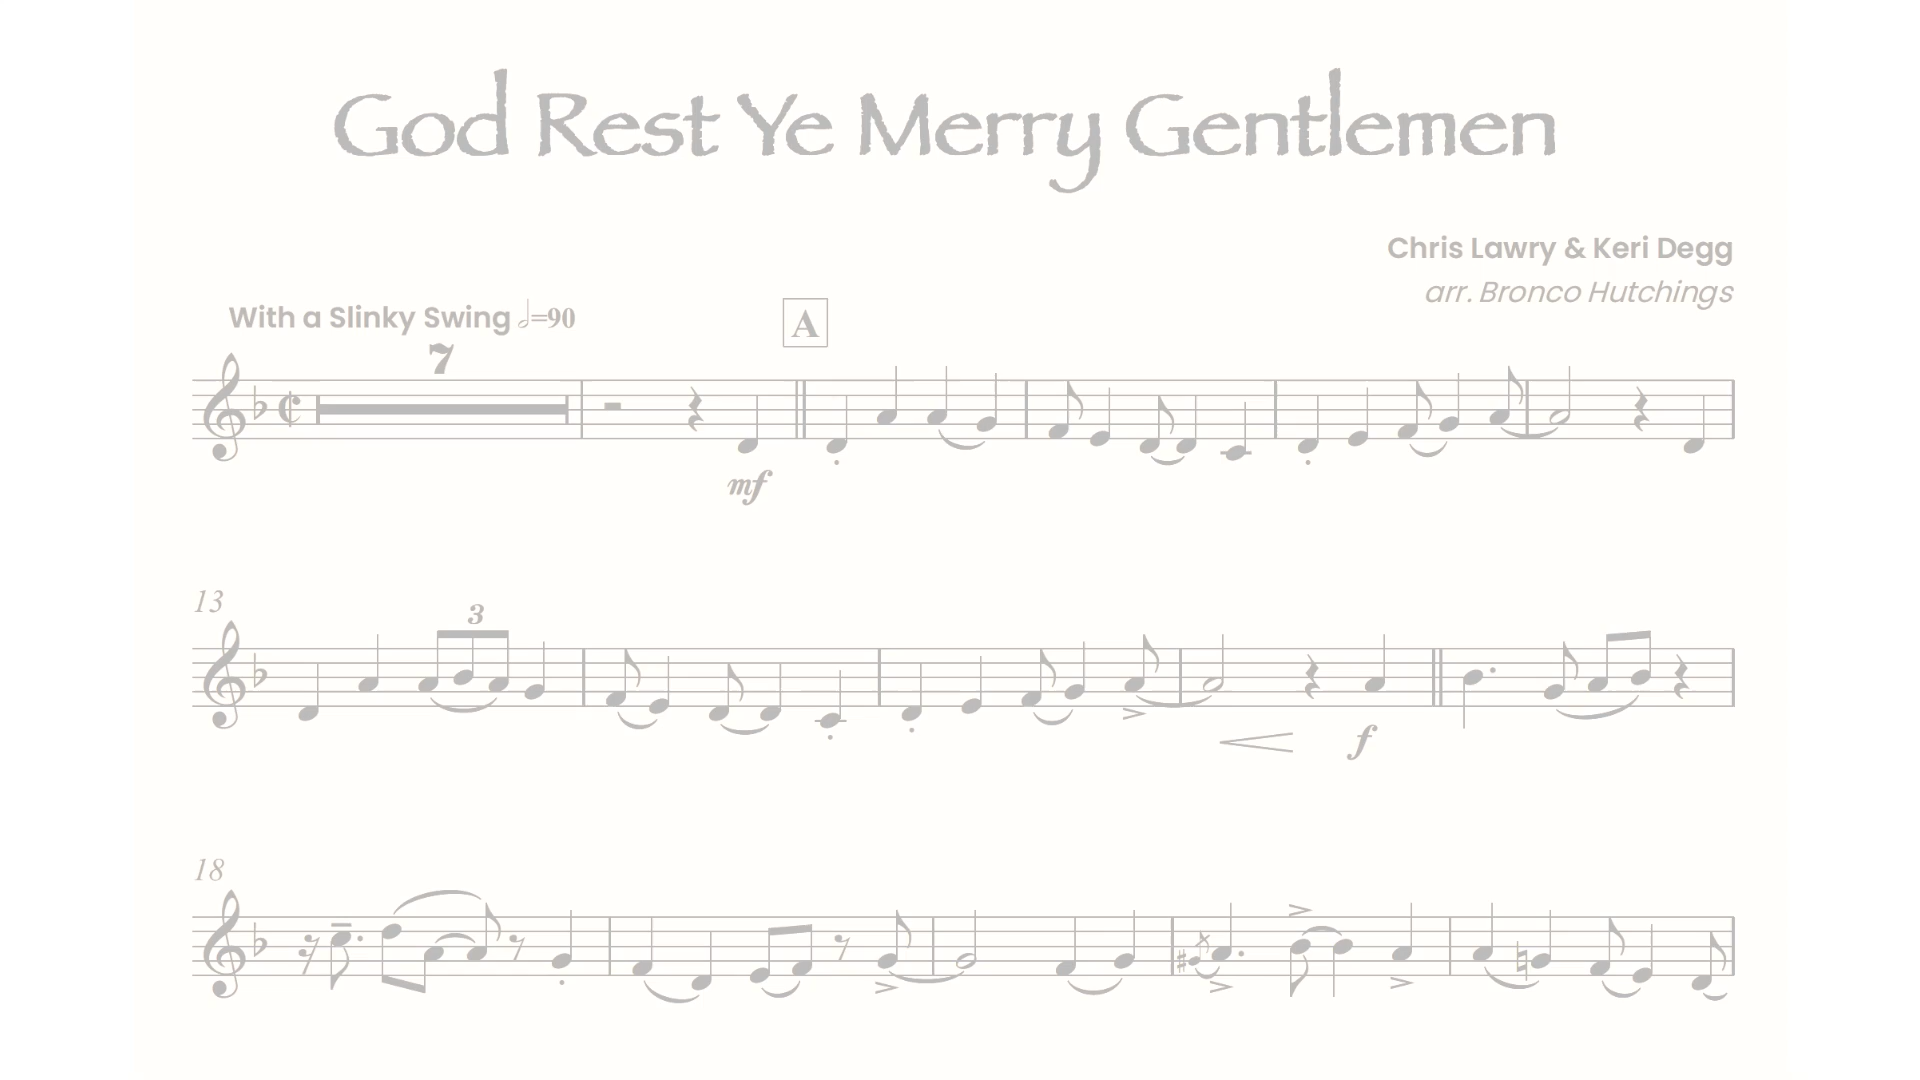 God Rest Ye Merry Gentlemen
Chris Lawry & Keri Degg
arr. Bronco Hutchings
With a Slinky Swing 𝅗𝅥=90
A
7
mf
13
3
f
18